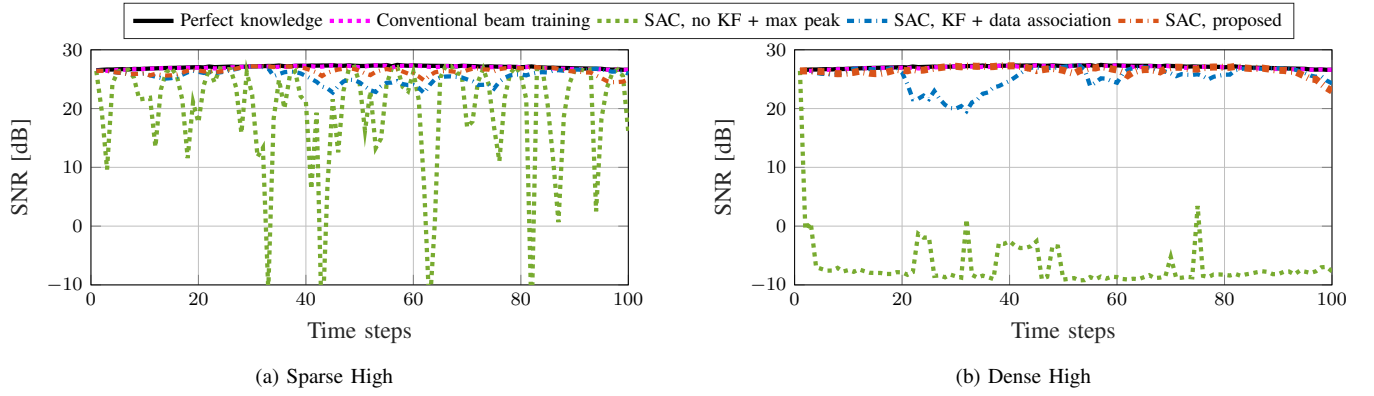 Perfect knowledge Conventional beam training SAC, no KF + max peak SAC, KF + data association SAC, proposed
30
20
10
0
−10
SNR [dB]
0 20 40 60 80 100
Time steps
(a) Sparse High
30
20
10
0
−10
SNR [dB]
0 20 40 60 80 100
Time steps
(b) Dense High